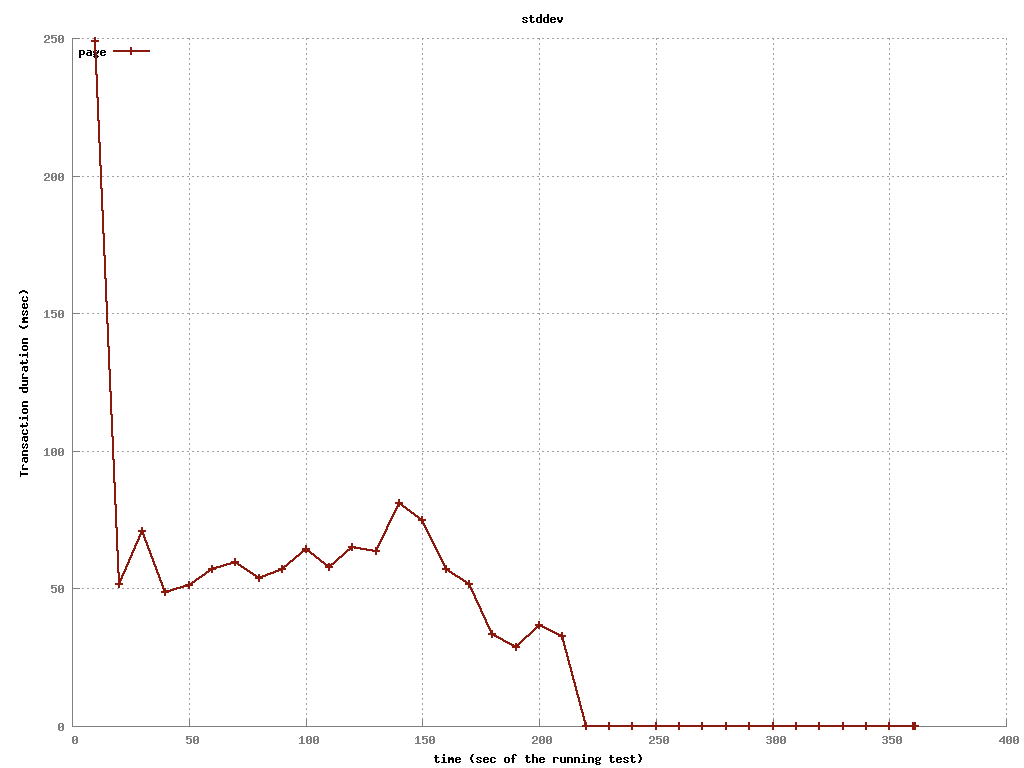 stddev
page
250
200
150
100
50
0
Transaction duration (msec)
0 50 100 150 200 250 300 350 400
time (sec of the running test)